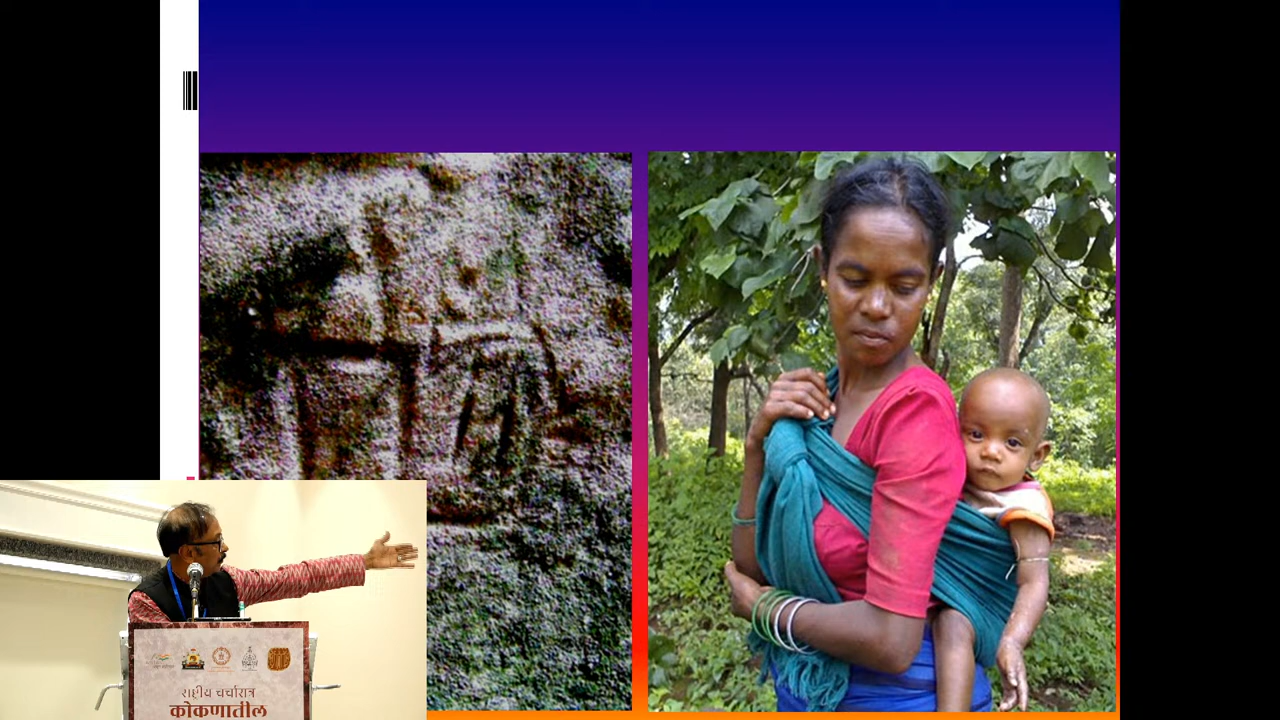 राष्ट्रीय चर्चासत्र
कोकणातील